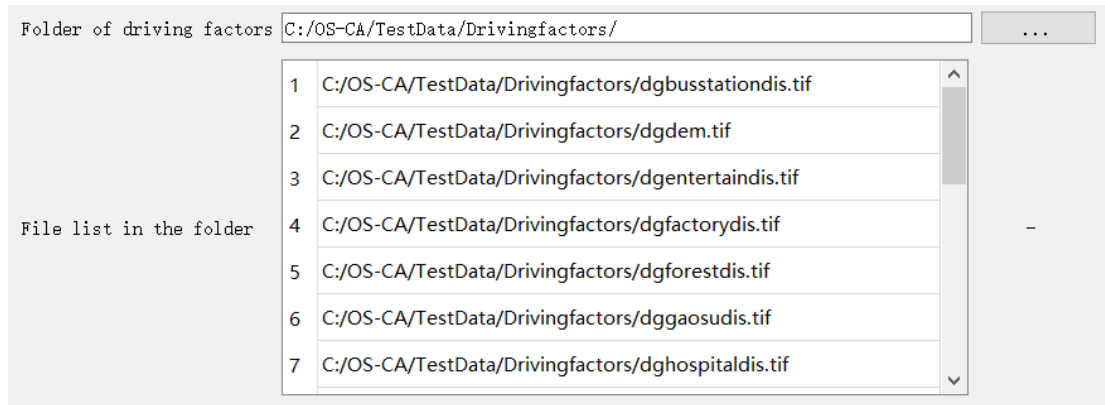 Folder of driving factors C:/OS-CA/TestData/Drivingfactors/ ...
1 C:/OS-CA/TestData/Drivingfactors/dgbusstationdis.tif
2 C:/OS-CA/TestData/Drivingfactors/dgdem.tif
3 C:/OS-CA/TestData/Drivingfactors/dgentertaindis.tif
File list in the folder 4 C:/OS-CA/TestData/Drivingfactors/dgfactorydis.tif -
5 C:/OS-CA/TestData/Drivingfactors/dgforestdis.tif
6 C:/OS-CA/TestData/Drivingfactors/dggaosudis.tif
7 C:/OS-CA/TestData/Drivingfactors/dghospitaldis.tif